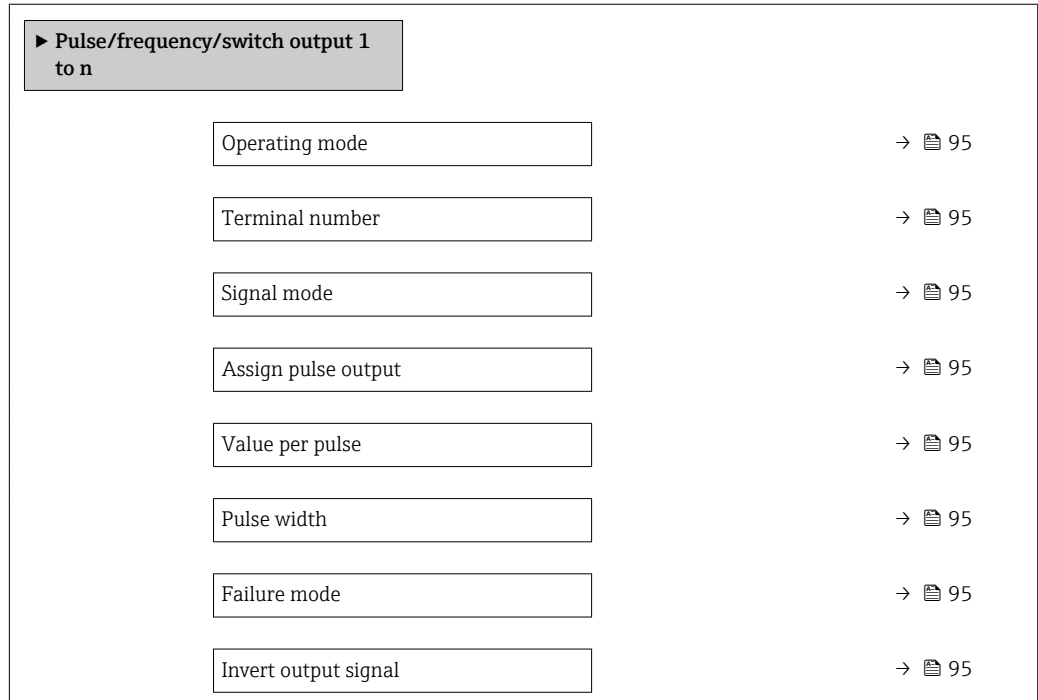 ▶ Pulse/frequency/switch output 1
to n
Operating mode → 95
Terminal number → 95
Signal mode → 95
Assign pulse output → 95
Value per pulse → 95
Pulse width → 95
Failure mode → 95
Invert output signal → 95